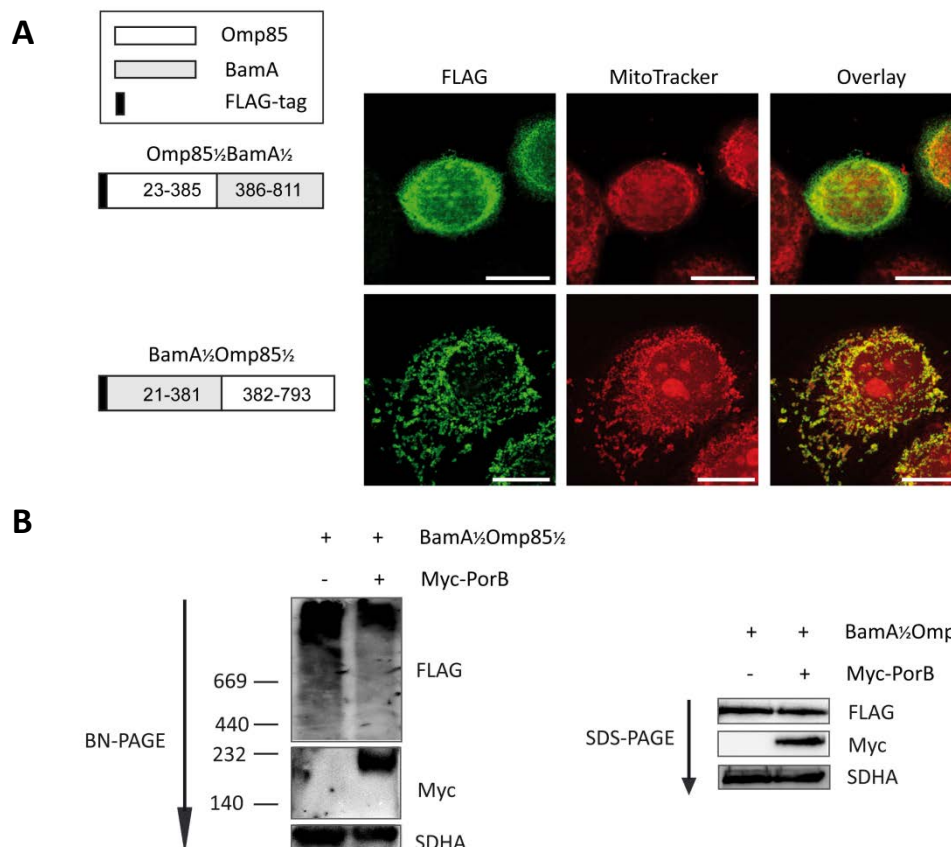 A
Omp85
BamA
FLAG-tag
FLAG
MitoTracker
Overlay
Omp85½BamA½
23-385
386-811
BamA½Omp85½
21-381
382-793
B
+ + BamA½Omp85½
- + Myc-PorB
FLAG
669
440
BN-PAGE
232
140
Myc
SDHA
+ + BamA½Omp
- + Myc-PorB
SDS-PAGE
FLAG
Myc
SDHA